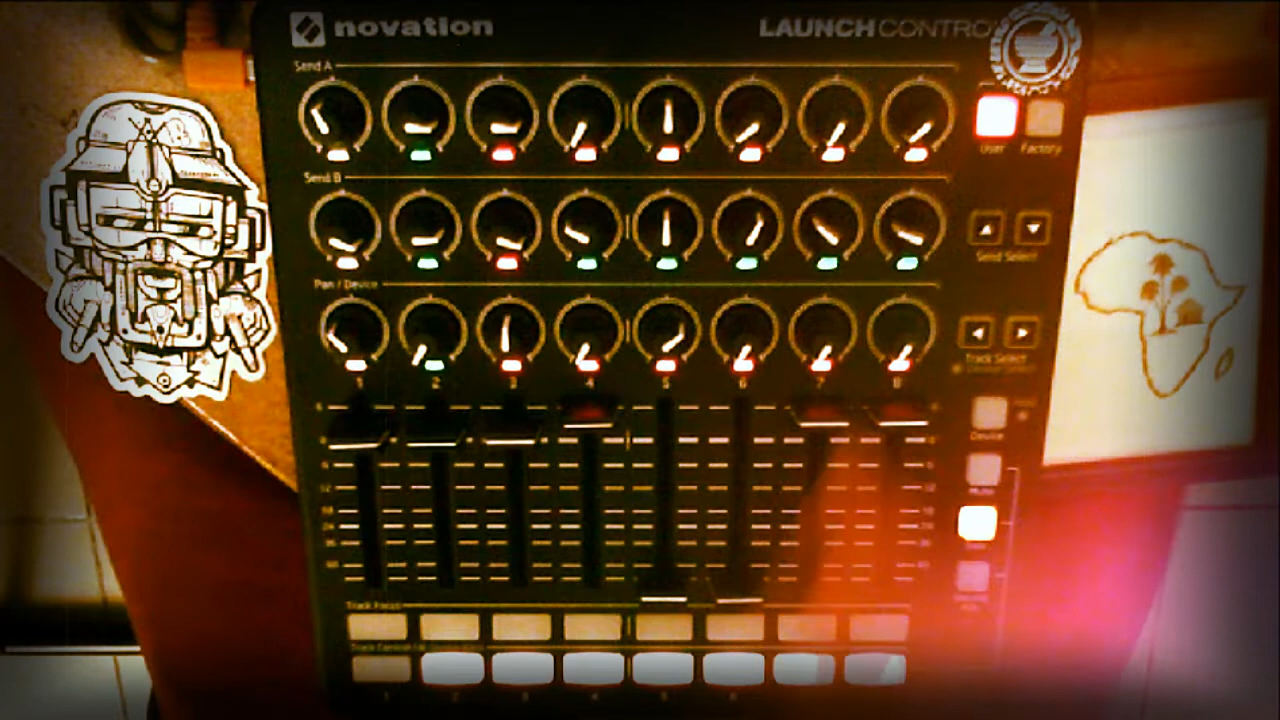 novation
LAUNCHCONTRO
Send A
User Factory
Send B
Send Select
Pan / Device
Track Select
1 2 3 4 5 6 7 8
Device
Track Focus